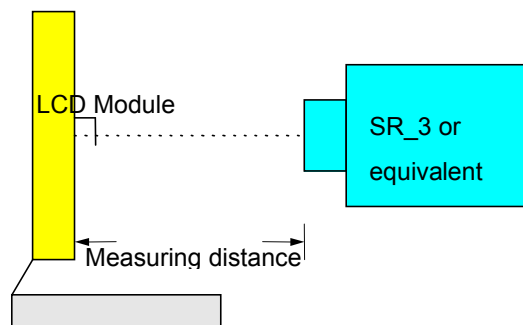 LCD Module
SR_3 or
equivalent
Measuring distance